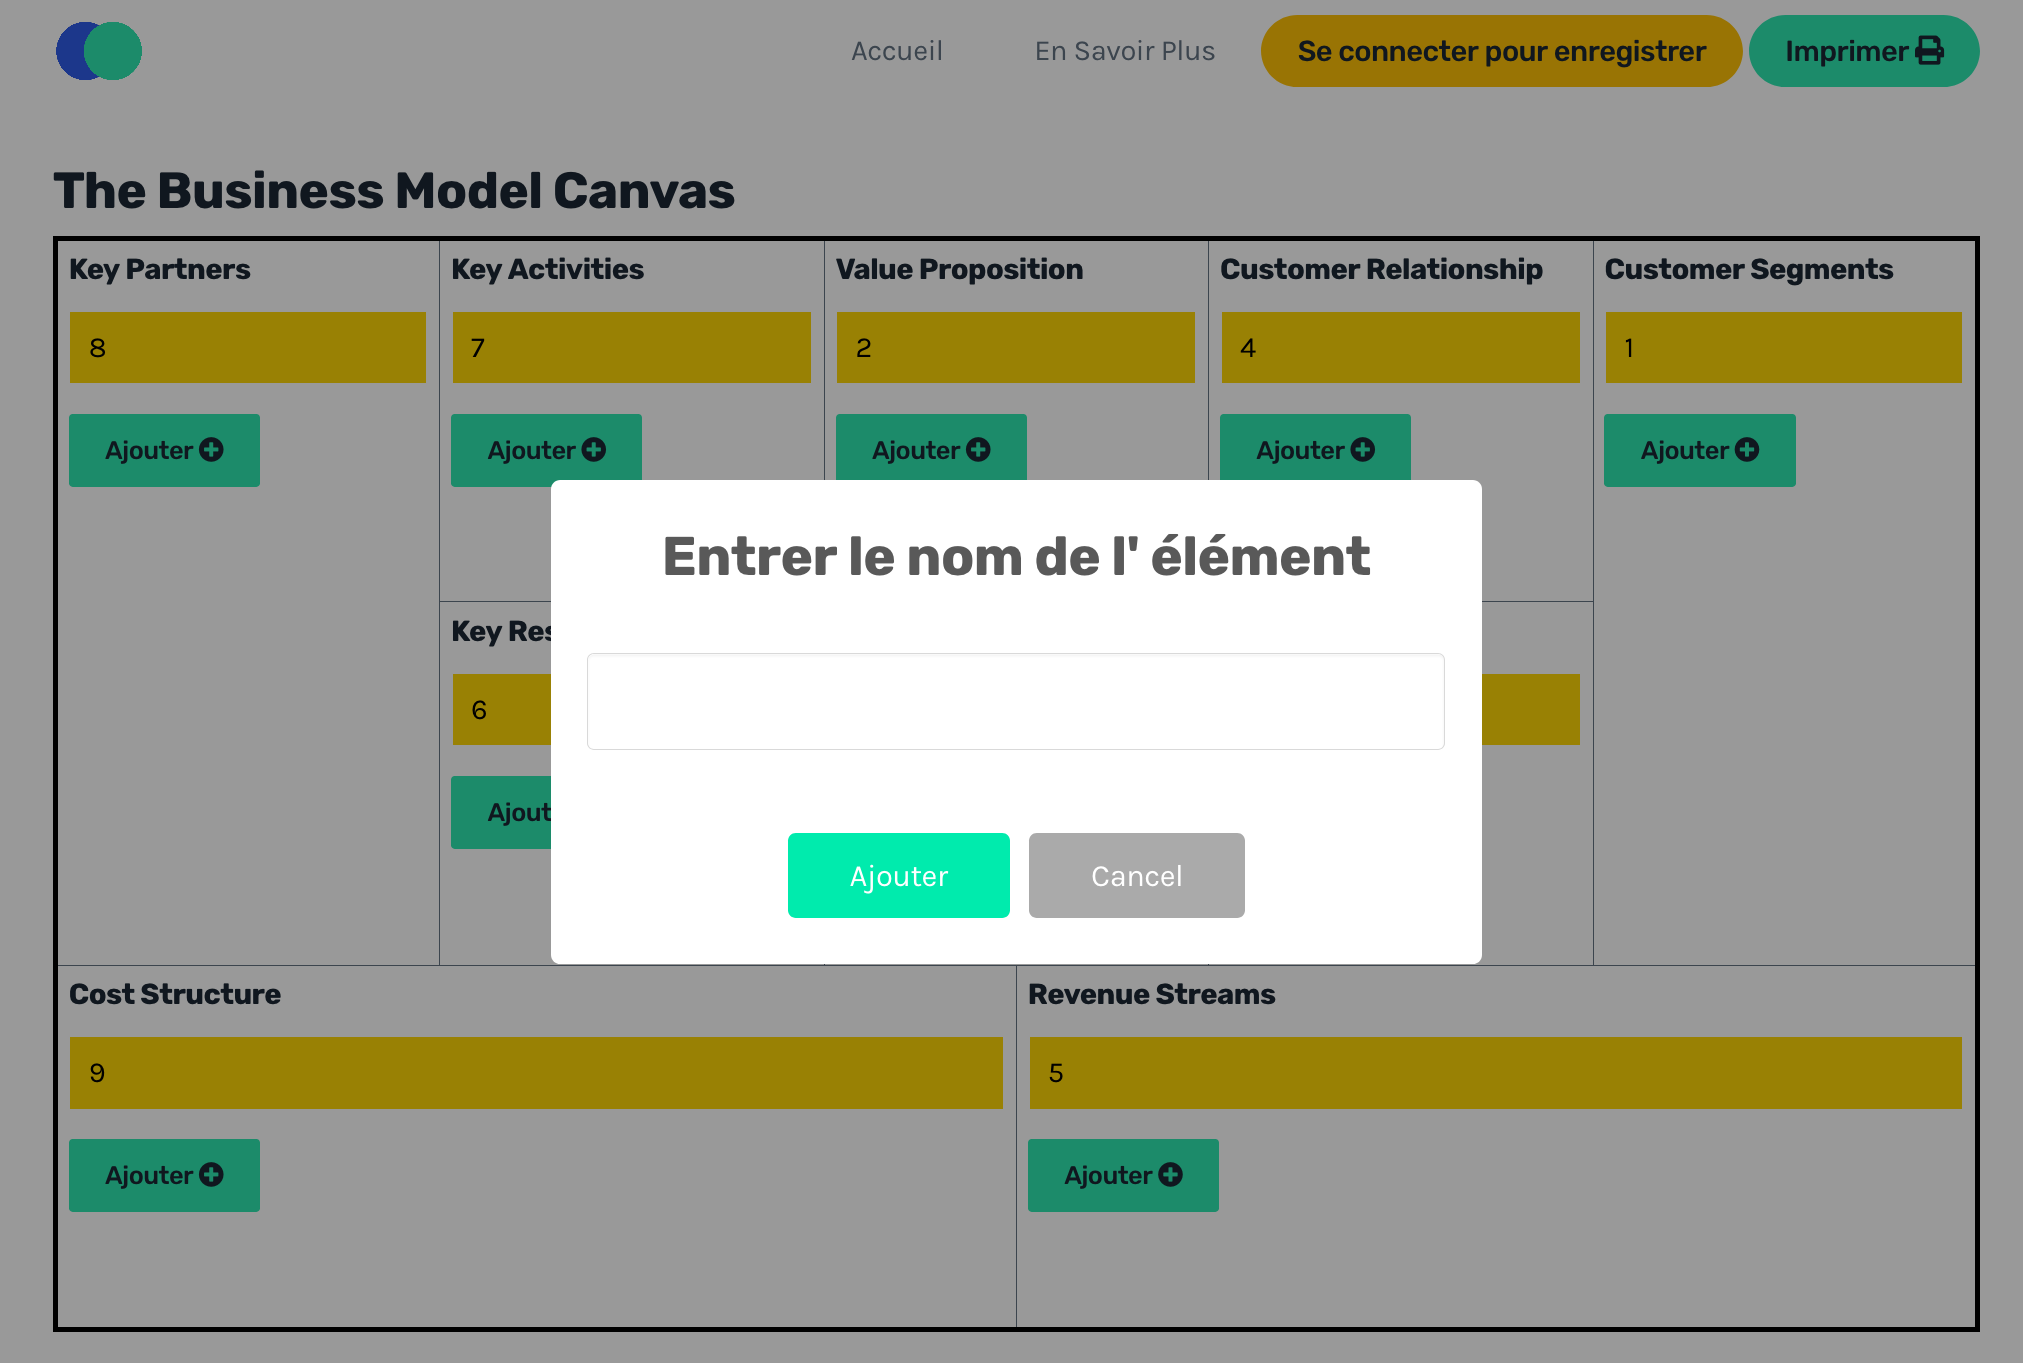 Accueil
En Savoir Plus
Se connecter pour enregistrer
Imprimer
The Business Model Canvas
Key Partners
8
Ajouter
Key Activities
7
Ajouter
Value Proposition
2
Ajouter
Customer Relationship
4
Ajouter
Customer Segments
1
Ajouter
Key
6
Entrer le nom de l' élément
Ajouter
Cancel
Cost Structure
9
Ajouter
Revenue Streams
5
Ajouter